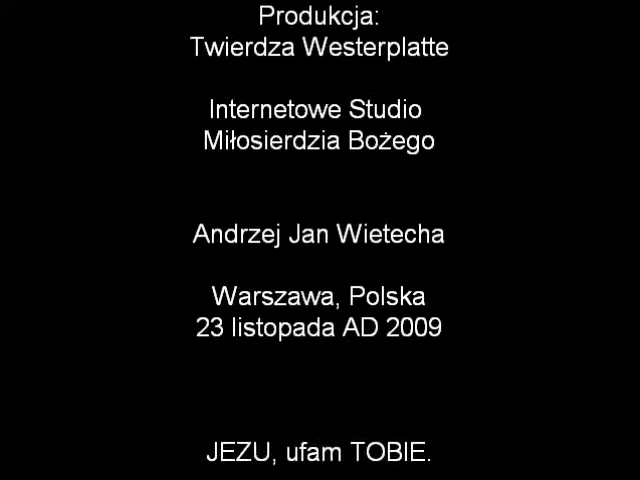 Produkcja:
Twierdza Westerplatte
Internetowe Studio
Miłosierdzia Bożego
Andrzej Jan Wietecha
Warszawa, Polska
23 listopada AD 2009
JEZU, ufam TOBIE.